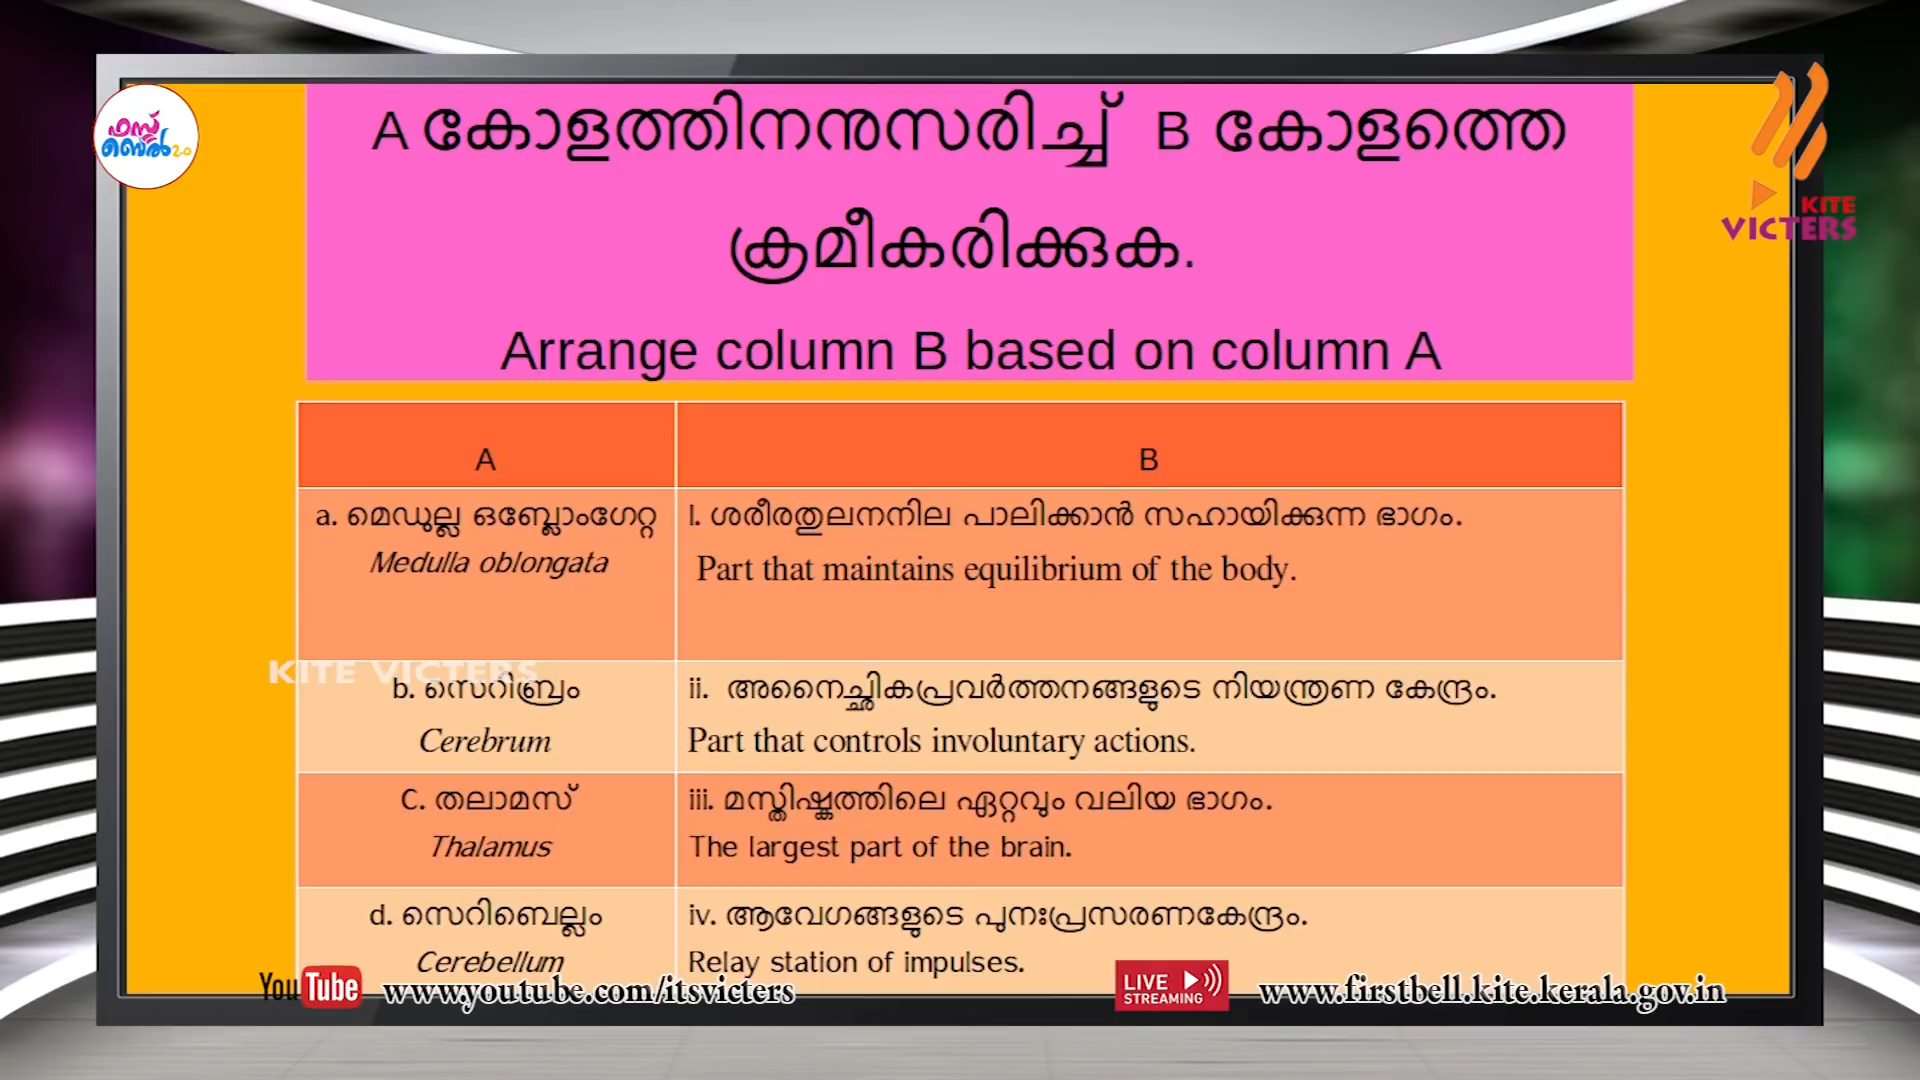 ഫസ്റ്റ്
ബെൽ 2.0
A കോളത്തിനനുസരിച്ച് B കോളത്തെ
ക്രമീകരിക്കുക.
Arrange column B based on column A
KITE
VICTERS
A
B
a. മെഡുല്ല ഒബ്ലോംഗേറ്റ
Medulla oblongata
l. ശരീരതുലനനില പാലിക്കാൻ സഹായിക്കുന്ന ഭാഗം.
Part that maintains equilibrium of the body.
KITE VICTERS
b. സെറിബ്രം
Cerebrum
ii. അനൈച്ഛികപ്രവർത്തനങ്ങളുടെ നിയന്ത്രണ കേന്ദ്രം.
Part that controls involuntary actions.
C. തലാമസ്
Thalamus
iii. മസ്തിഷ്കത്തിലെ ഏറ്റവും വലിയ ഭാഗം.
The largest part of the brain.
d. സെറിബെല്ലം
Cerebellum
iv. ആവേഗങ്ങളുടെ പുനഃപ്രസരണകേന്ദ്രം.
Relay station of impulses.
YouTube www.youtube.com/itsvicters
LIVE
STREAMING
www.firstbell.kite.kerala.gov.in